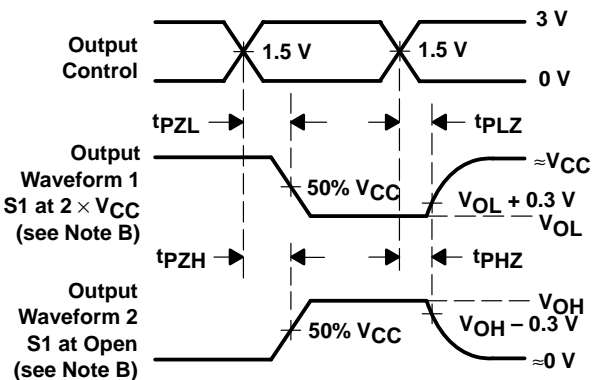 3 V
Output
Control
1.5 V
1.5 V
0 V
tPZL
tPLZ
Output
Waveform 1
S1 at 2 × VCC
(see Note B)
≈VCC
50% VCC
VOL + 0.3 V
VOL
tPZH
tPHZ
Output
Waveform 2
S1 at Open
(see Note B)
VOH
50% VCC
VOH − 0.3 V
≈0 V